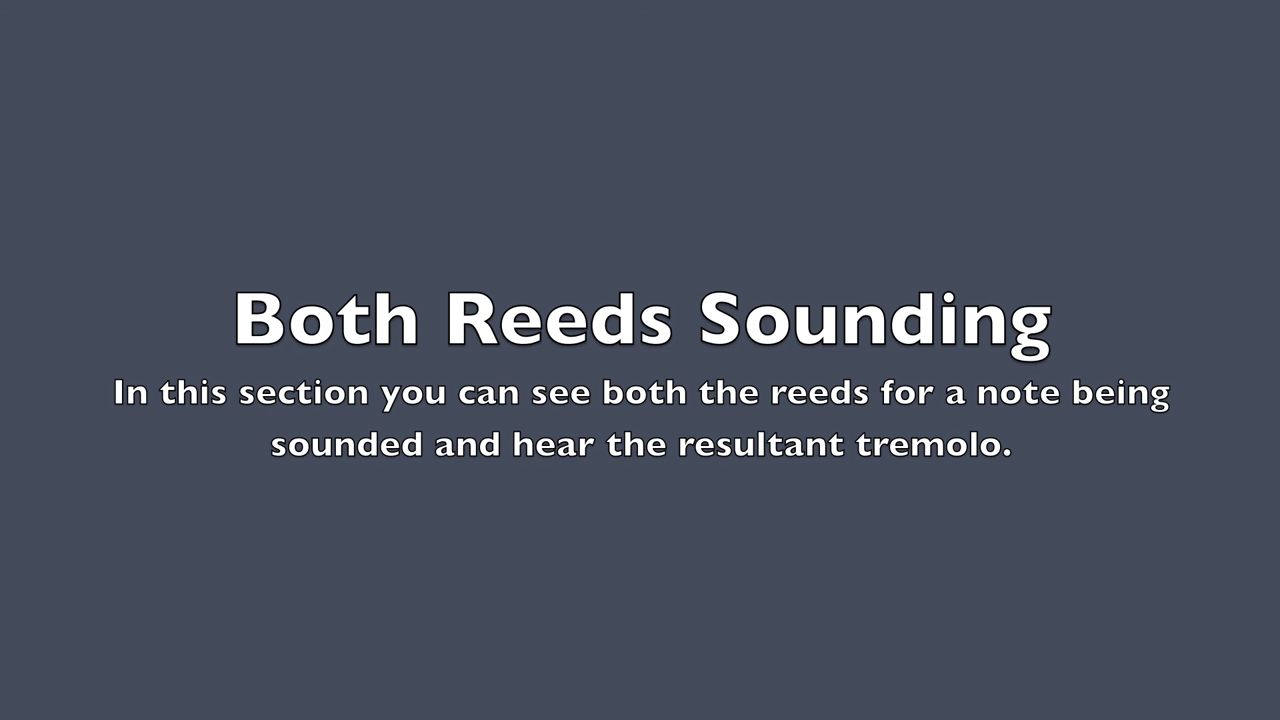 Both Reeds Sounding
In this section you can see both the reeds for a note being
sounded and hear the resultant tremolo.